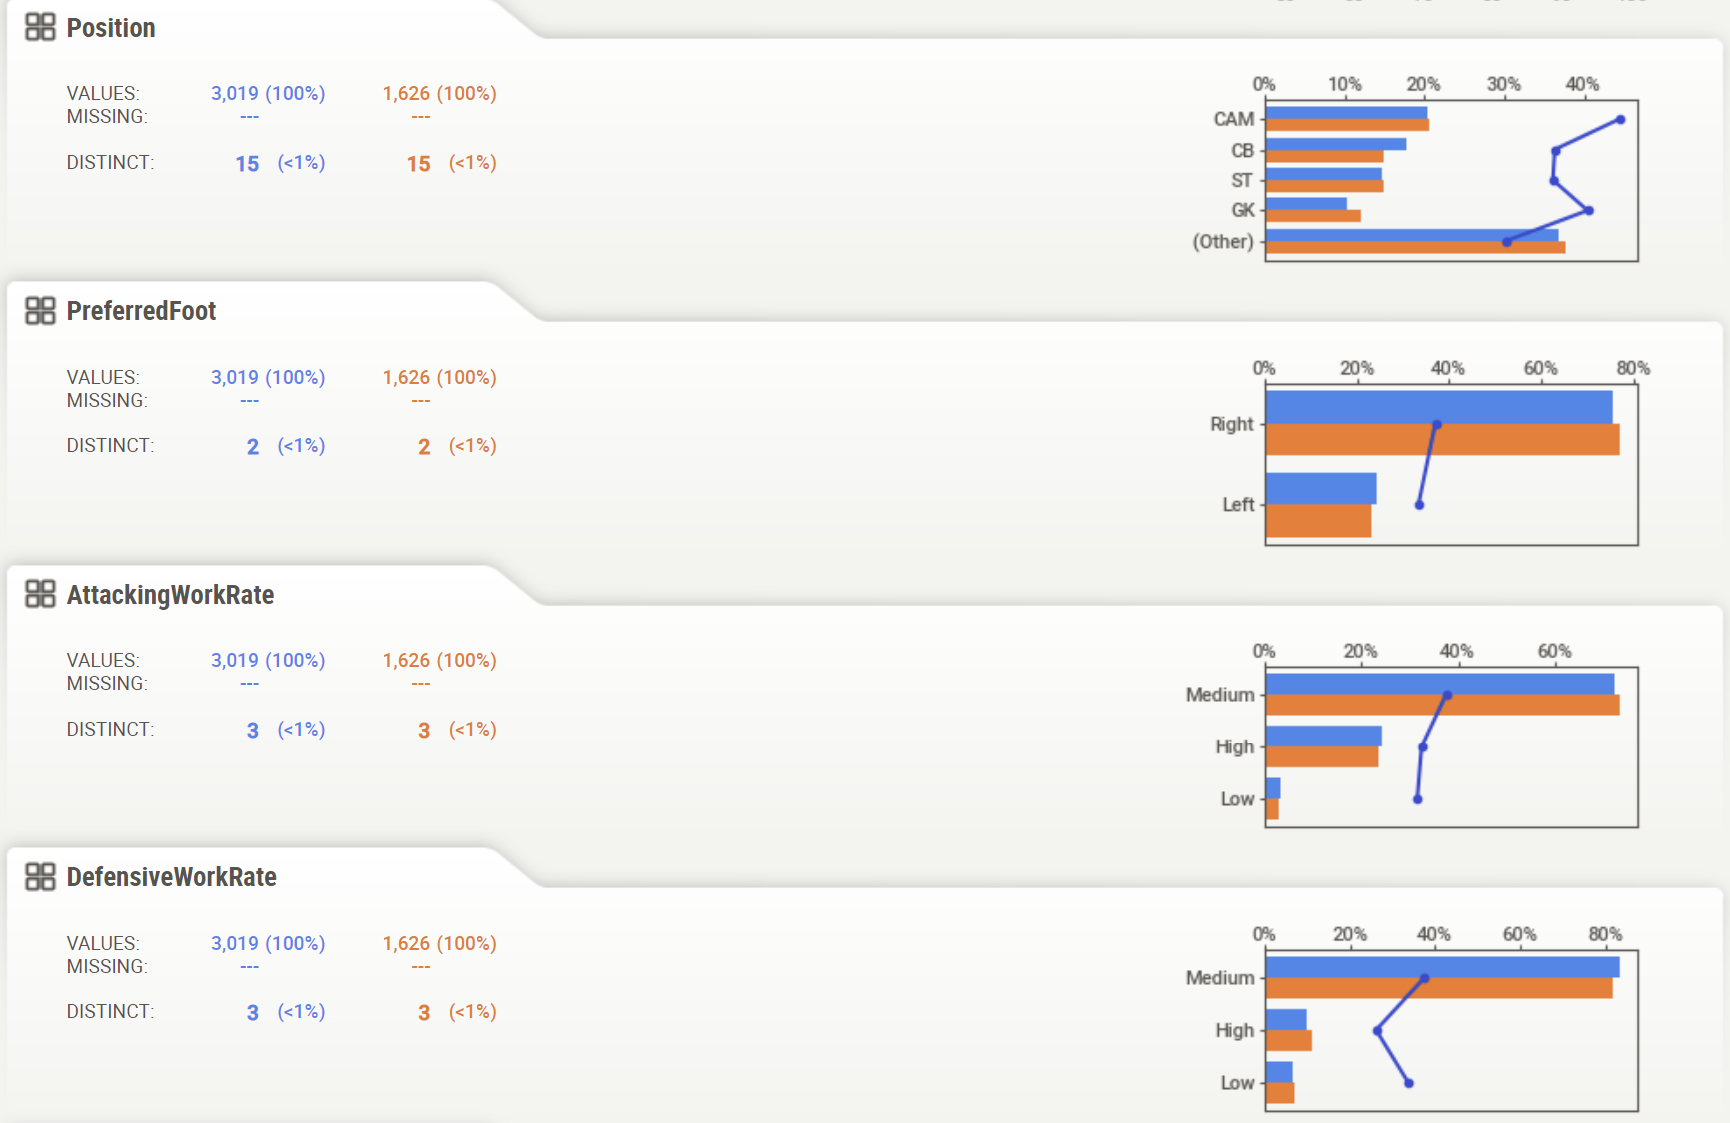 Position
VALUES: 3,019 (100%) 1,626 (100%)
MISSING: --- ---
DISTINCT: 15 (<1%) 15 (<1%)
0% 10% 20% 30% 40%
CAM
CB
ST
GK
(Other)
PreferredFoot
VALUES: 3,019 (100%) 1,626 (100%)
MISSING: --- ---
DISTINCT: 2 (<1%) 2 (<1%)
0% 20% 40% 60% 80%
Right
Left
AttackingWorkRate
VALUES: 3,019 (100%) 1,626 (100%)
MISSING: --- ---
DISTINCT: 3 (<1%) 3 (<1%)
0% 20% 40% 60%
Medium
High
Low
DefensiveWorkRate
VALUES: 3,019 (100%) 1,626 (100%)
MISSING: --- ---
DISTINCT: 3 (<1%) 3 (<1%)
0% 20% 40% 60% 80%
Medium
High
Low